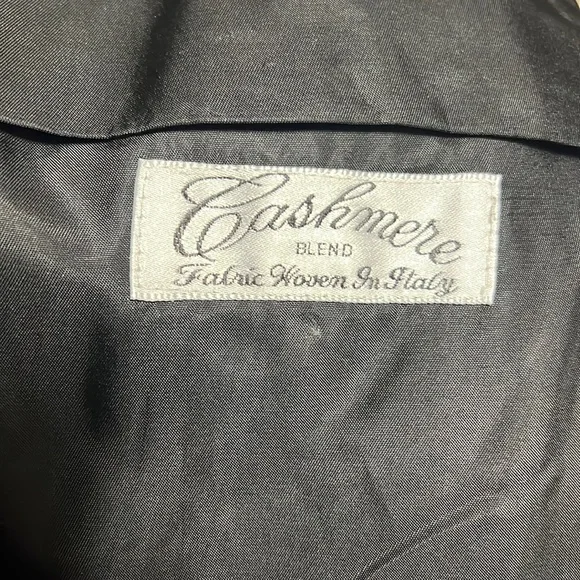 Cashmere
BLEND
Fabric Woven In Italy